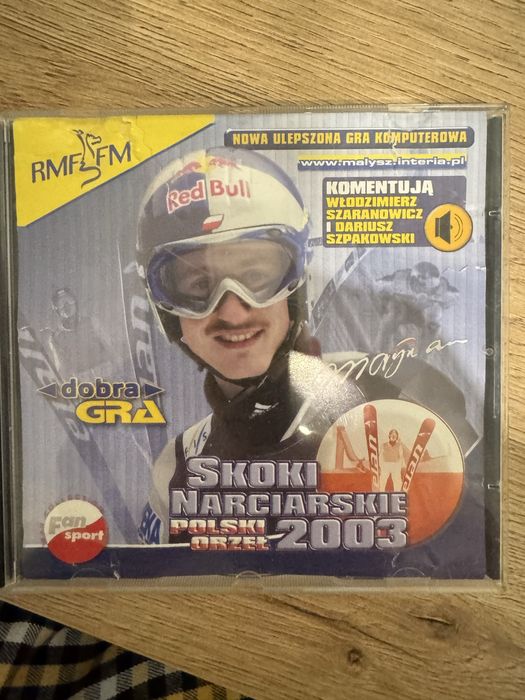 RMF FM
NOWA ULEPSZONA GRA KOMPUTEROWA
www.malysz.interia.pl
KOMENTUJĄ
WŁODZIMIERZ
SZARANOWICZ
I DARIUSZ
SZPAKOWSKI
Red Bull
dobra
GRA
elan
SKOKI
NARCIARSKIE
POLSKI
ORZEŁ
2003
Fan
sport